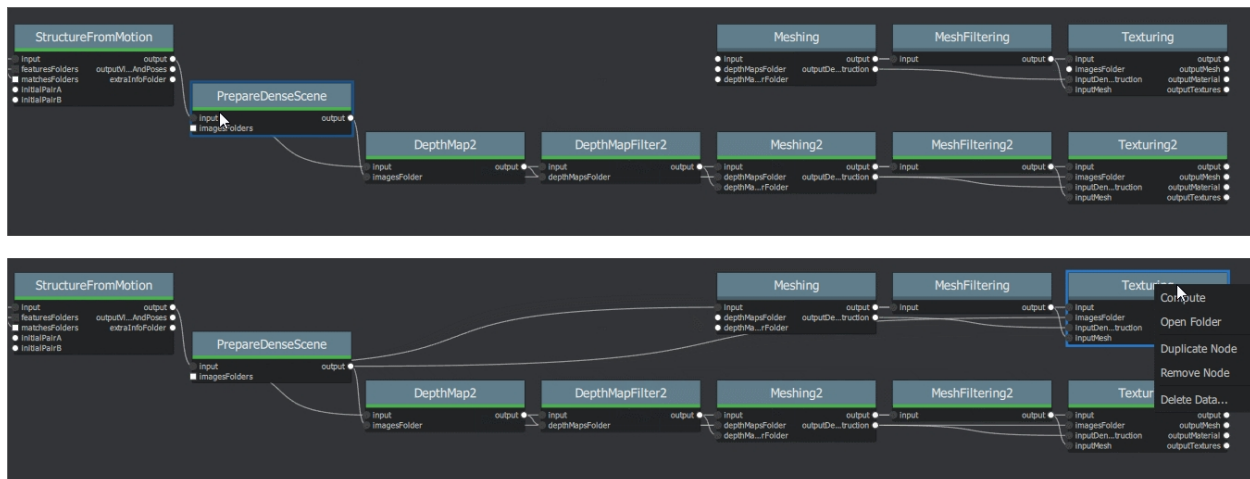 StructureFromMotion
input output
featuresFolders outputVi...AndPoses
matchesFolders extraInfoFolder
initialPairA
initialPairB
PrepareDenseScene
input output
imagesFolders
DepthMap2
input output
imagesFolder
DepthMapFilter2
input output
depthMapsFolder
Meshing
input output
depthMapsFolder outputDe...truction
depthMa...rFolder
MeshFiltering
input output
Texturing
input output
imagesFolder outputMesh
inputDen...truction outputMaterial
inputMesh outputTextures
Meshing2
input output
depthMapsFolder outputDe...truction
depthMa...rFolder
MeshFiltering2
input output
Texturing2
input output
imagesFolder outputMesh
inputDen...truction outputMaterial
inputMesh outputTextures
StructureFromMotion
input output
featuresFolders outputVi...AndPoses
matchesFolders extraInfoFolder
initialPairA
initialPairB
PrepareDenseScene
input output
imagesFolders
DepthMap2
input output
imagesFolder
DepthMapFilter2
input output
depthMapsFolder
Meshing
input output
depthMapsFolder outputDe...truction
depthMa...rFolder
MeshFiltering
input output
Texturing
input
imagesFolder
inputDen...truction
inputMesh
Compute
Open Folder
Duplicate Node
Remove Node
Delete Data...
Meshing2
input output
depthMapsFolder outputDe...truction
depthMa...rFolder
MeshFiltering2
input output
Textur
input output
imagesFolder outputMesh
inputDen...truction outputMaterial
inputMesh outputTextures